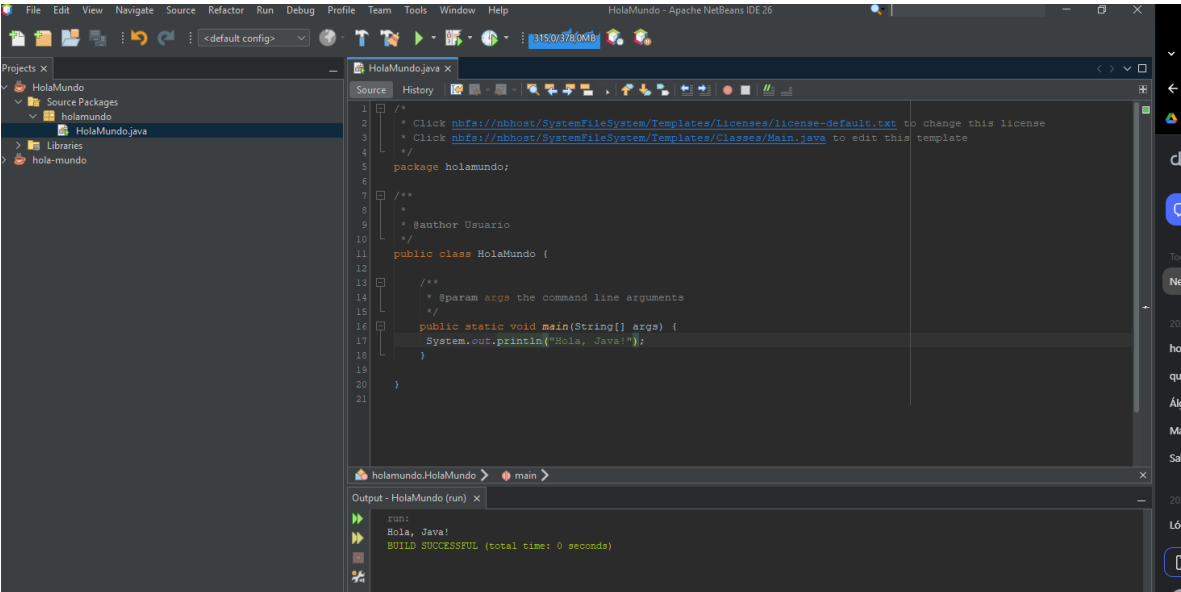 File Edit View Navigate Source Refactor Run Debug Profile Team Tools Window Help HolaMundo - Apache NetBeans IDE 26
<default config> 315,0/378,0MB
Projects
HolaMundo
Source Packages
holamundo
HolaMundo.java
Libraries
hola-mundo
HolaMundo.java
Source History
1 /*
2 * Click nbfs://nbhost/SystemFileSystem/Templates/Licenses/license-default.txt to change this license
3 * Click nbfs://nbhost/SystemFileSystem/Templates/Classes/Main.java to edit this template
4 */
5 package holamundo;
6
7 /**
8 *
9 * @author Usuario
10 */
11 public class HolaMundo {
12
13 /**
14 * @param args the command line arguments
15 */
16 public static void main(String[] args) {
17 System.out.println("Hola, Java!");
18 }
19
20 }
21
holamundo.HolaMundo main
Output - HolaMundo (run)
run:
Hola, Java!
BUILD SUCCESSFUL (total time: 0 seconds)